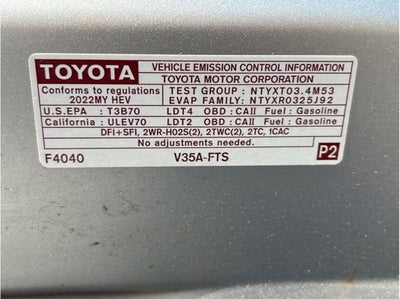 TOYOTA VEHICLE EMISSION CONTROL INFORMATION
TOYOTA MOTOR CORPORATION
Conforms to regulations TEST GROUP : NTYXT03.4M53
2022MY HEV EVAP FAMILY: NTYXR0325J92
U.S.EPA : T3B70 LDT4 OBD : CAII Fuel : Gasoline
California : ULEV70 LDT2 OBD : CAII Fuel : Gasoline
DFI+SFI, 2WR-HO2S(2), 2TWC(2), 2TC, 1CAC
No adjustments needed.
F4040 V35A-FTS P2